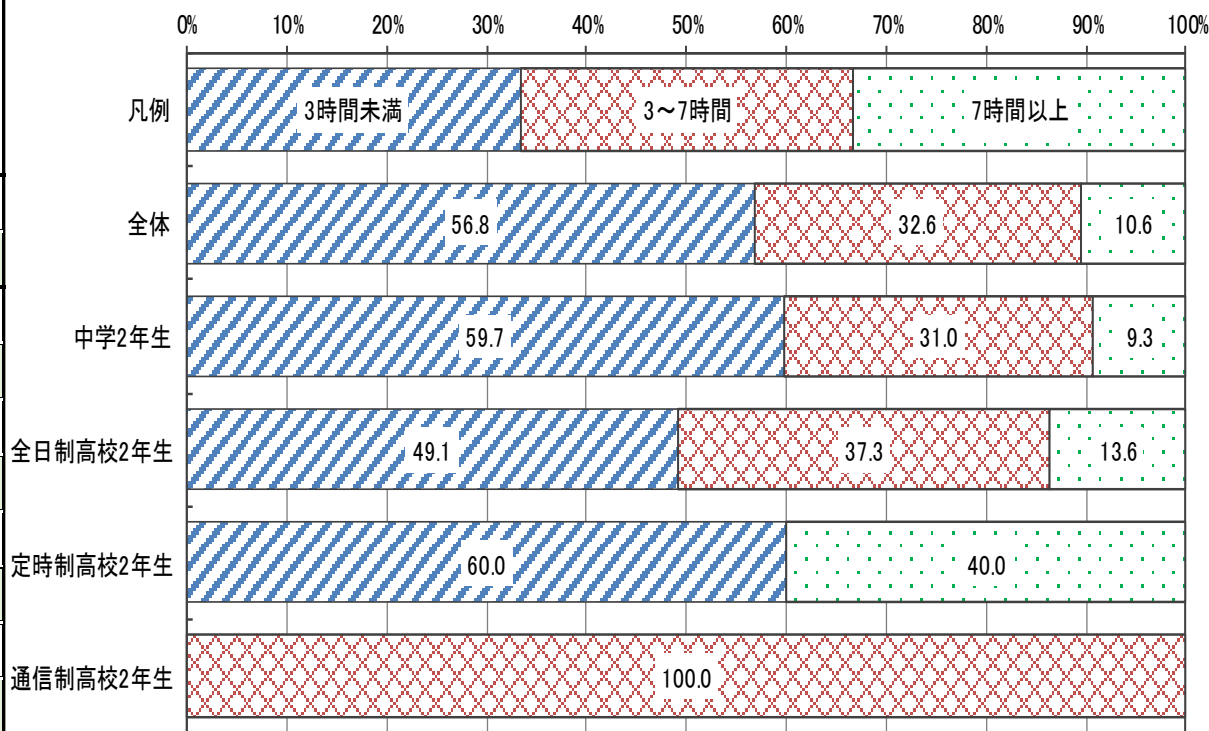 0% 10% 20% 30% 40% 50% 60% 70% 80% 90% 100%
凡例 3時間未満 3～7時間 7時間以上
全体 56.8 32.6 10.6
中学2年生 59.7 31.0 9.3
全日制高校2年生 49.1 37.3 13.6
定時制高校2年生 60.0 40.0
通信制高校2年生 100.0